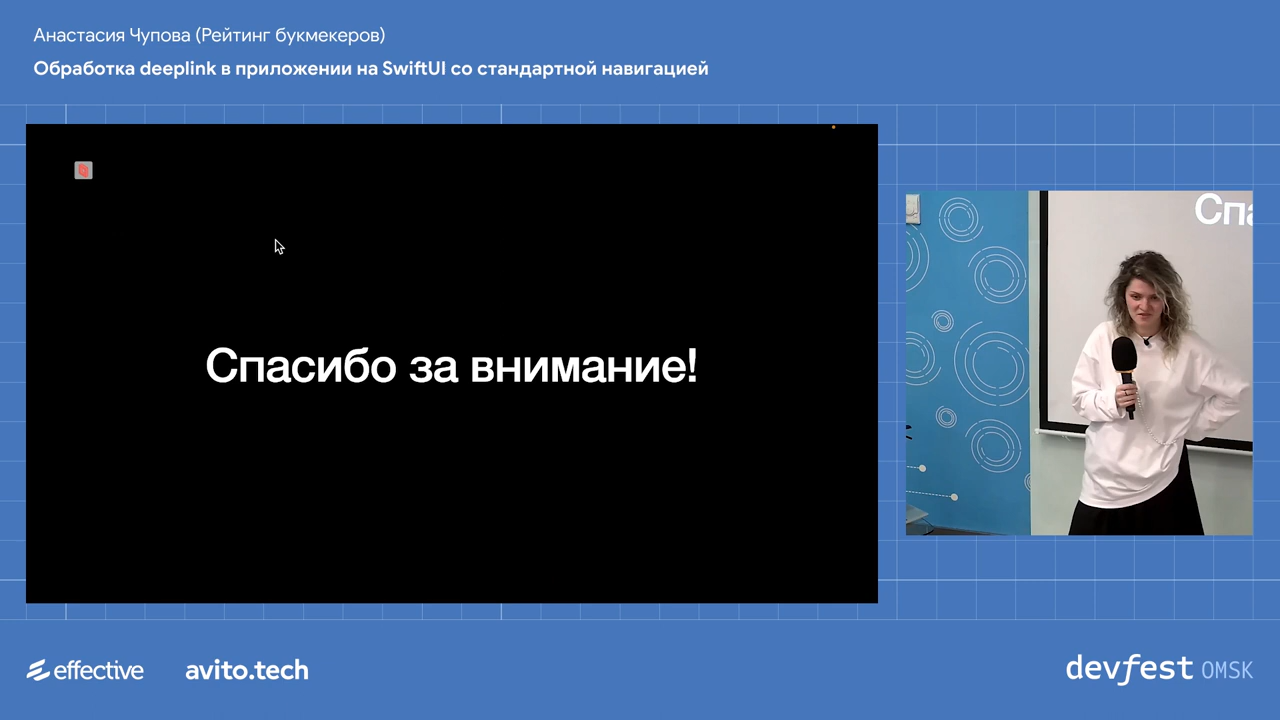 Анастасия Чупова (Рейтинг букмекеров)
Обработка deeplink в приложении на SwiftUI со стандартной навигацией
Спасибо за внимание!
Спа
effective
avito.tech
devfest OMSK